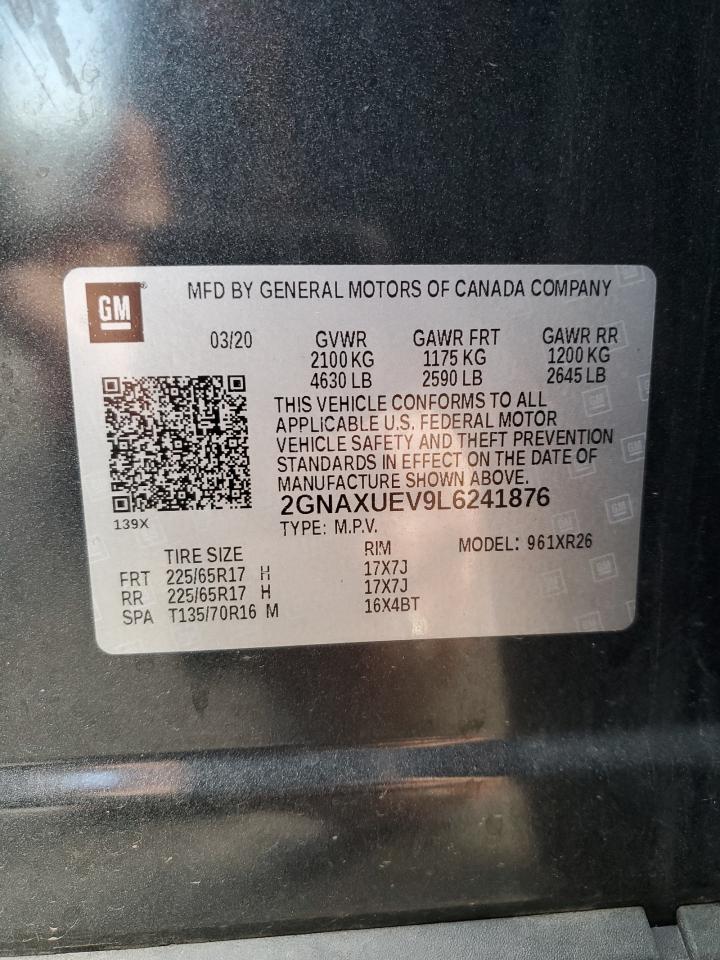 GM
MFD BY GENERAL MOTORS OF CANADA COMPANY
03/20 GVWR GAWR FRT GAWR RR
2100 KG 1175 KG 1200 KG
4630 LB 2590 LB 2645 LB
THIS VEHICLE CONFORMS TO ALL
APPLICABLE U.S. FEDERAL MOTOR
VEHICLE SAFETY AND THEFT PREVENTION
STANDARDS IN EFFECT ON THE DATE OF
MANUFACTURE SHOWN ABOVE.
2GNAXUEV9L6241876
139X
TYPE: M.P.V.
TIRE SIZE RIM MODEL: 961XR26
FRT 225/65R17 H 17X7J
RR 225/65R17 H 17X7J
SPA T135/70R16 M 16X4BT